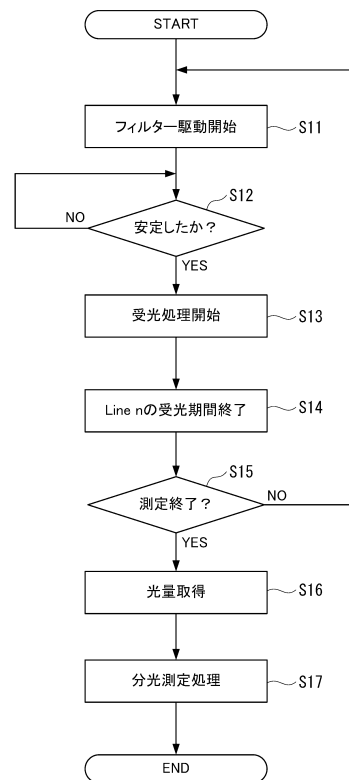 START
フィルター駆動開始
S11
S12
安定したか？
NO
YES
受光処理開始
S13
Line nの受光期間終了
S14
S15
測定終了？
NO
YES
光量取得
S16
分光測定処理
S17
END